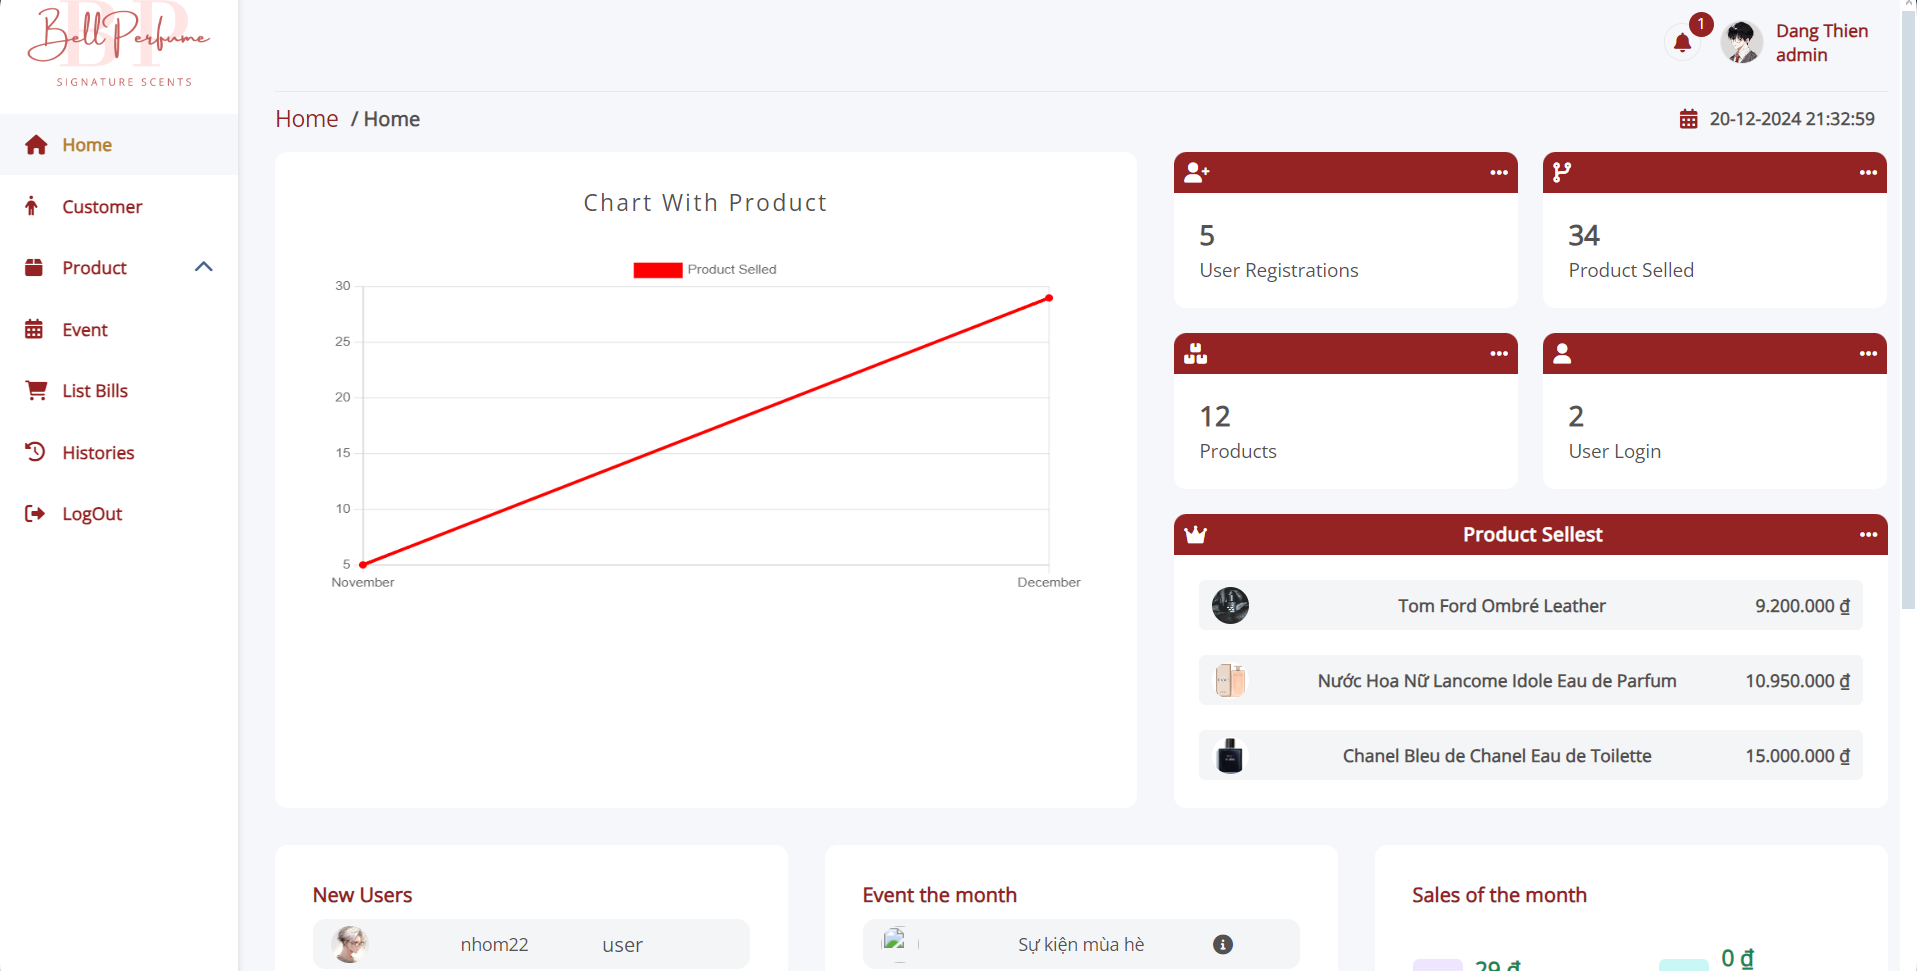 BP
Bell Perfume
SIGNATURE SCENTS
1
Dang Thien
admin
Home
Customer
Product
Event
List Bills
Histories
LogOut
Home / Home
20-12-2024 21:32:59
Chart With Product
Product Selled
30
25
20
15
10
5
November
December
5
User Registrations
34
Product Selled
12
Products
2
User Login
Product Sellest
Tom Ford Ombré Leather 9.200.000 ₫
Nước Hoa Nữ Lancome Idole Eau de Parfum 10.950.000 ₫
Chanel Bleu de Chanel Eau de Toilette 15.000.000 ₫
New Users
nhom22 user
Event the month
Sự kiện mùa hè
Sales of the month
29 ₫
0 ₫